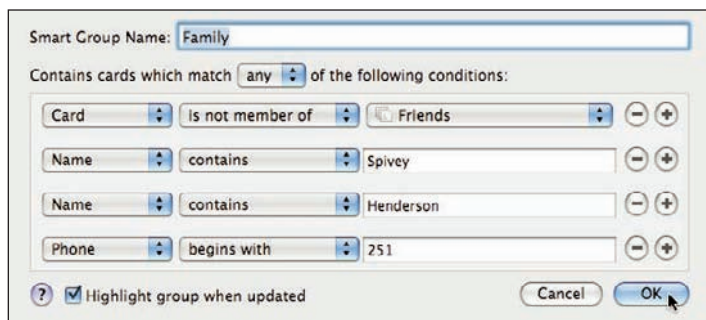 Smart Group Name: Family
Contains cards which match any of the following conditions:
Card Is not member of Friends
Name contains Spivey
Name contains Henderson
Phone begins with 251
? Highlight group when updated Cancel OK